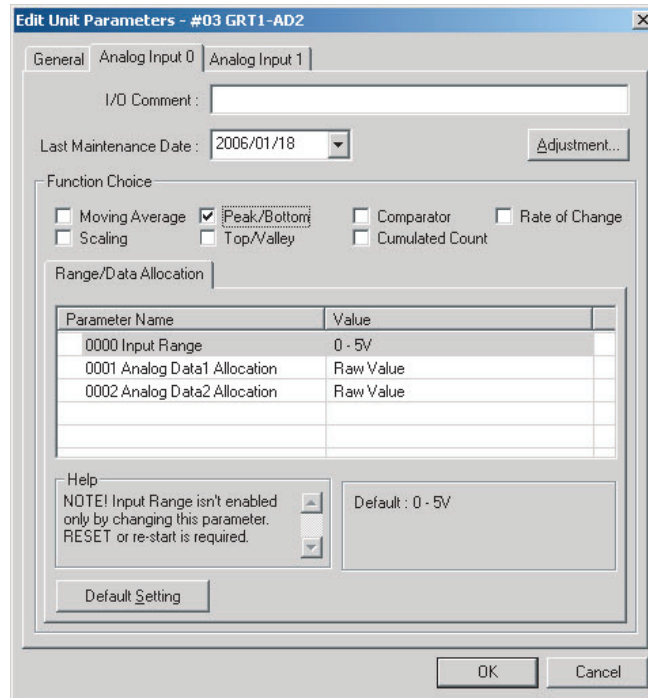 Edit Unit Parameters - #03 GRT1-AD2
General Analog Input 0 Analog Input 1
I/O Comment :
Last Maintenance Date : 2006/01/18 Adjustment...
Function Choice
Moving Average Peak/Bottom Comparator Rate of Change
Scaling Top/Valley Cumulated Count
Range/Data Allocation
Parameter Name Value
0000 Input Range 0 - 5V
0001 Analog Data1 Allocation Raw Value
0002 Analog Data2 Allocation Raw Value
Help
NOTE! Input Range isn't enabled
only by changing this parameter.
RESET or re-start is required.
Default : 0 - 5V
Default Setting
OK Cancel